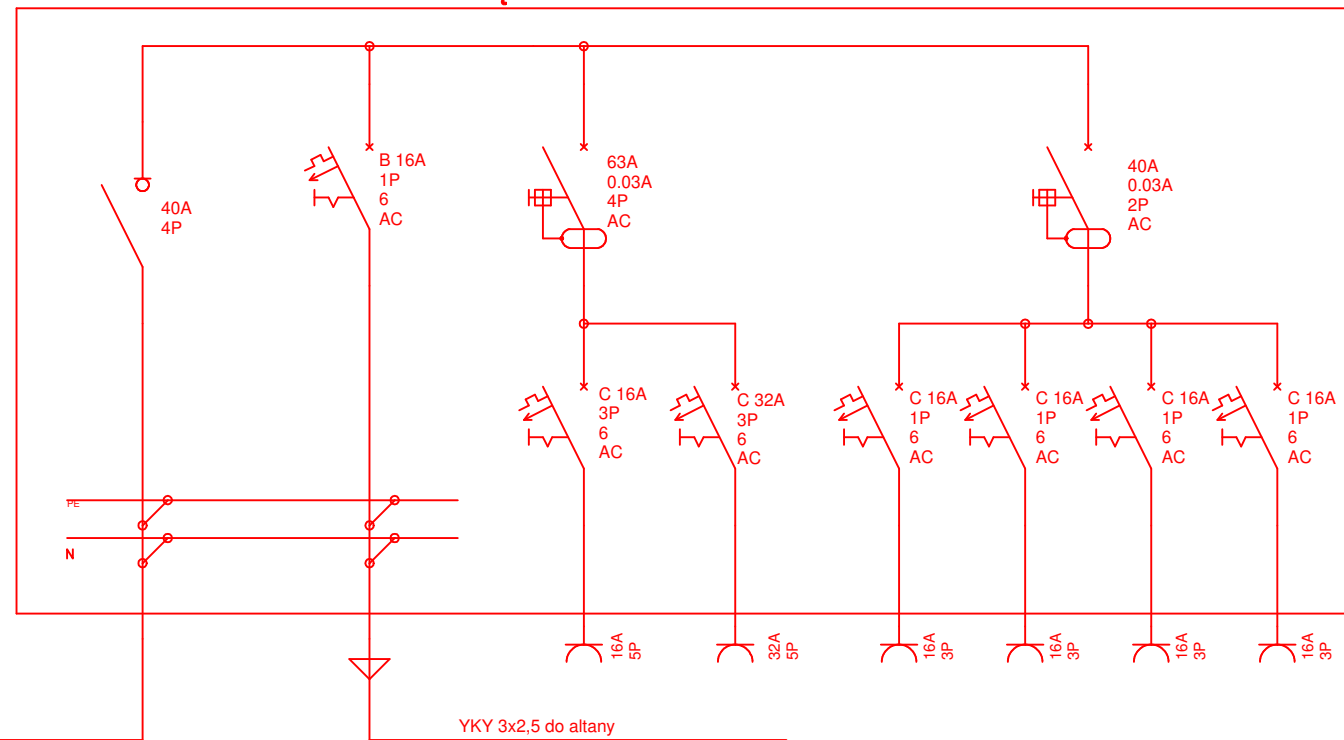 40A
4P
B 16A
1P
6
AC
63A
0.03A
4P
AC
40A
0.03A
2P
AC
C 16A
3P
6
AC
C 32A
3P
6
AC
C 16A
1P
6
AC
C 16A
1P
6
AC
C 16A
1P
6
AC
C 16A
1P
6
AC
PE
N
16A
5P
32A
5P
16A
3P
16A
3P
16A
3P
16A
3P
YKY 3x2,5 do altany